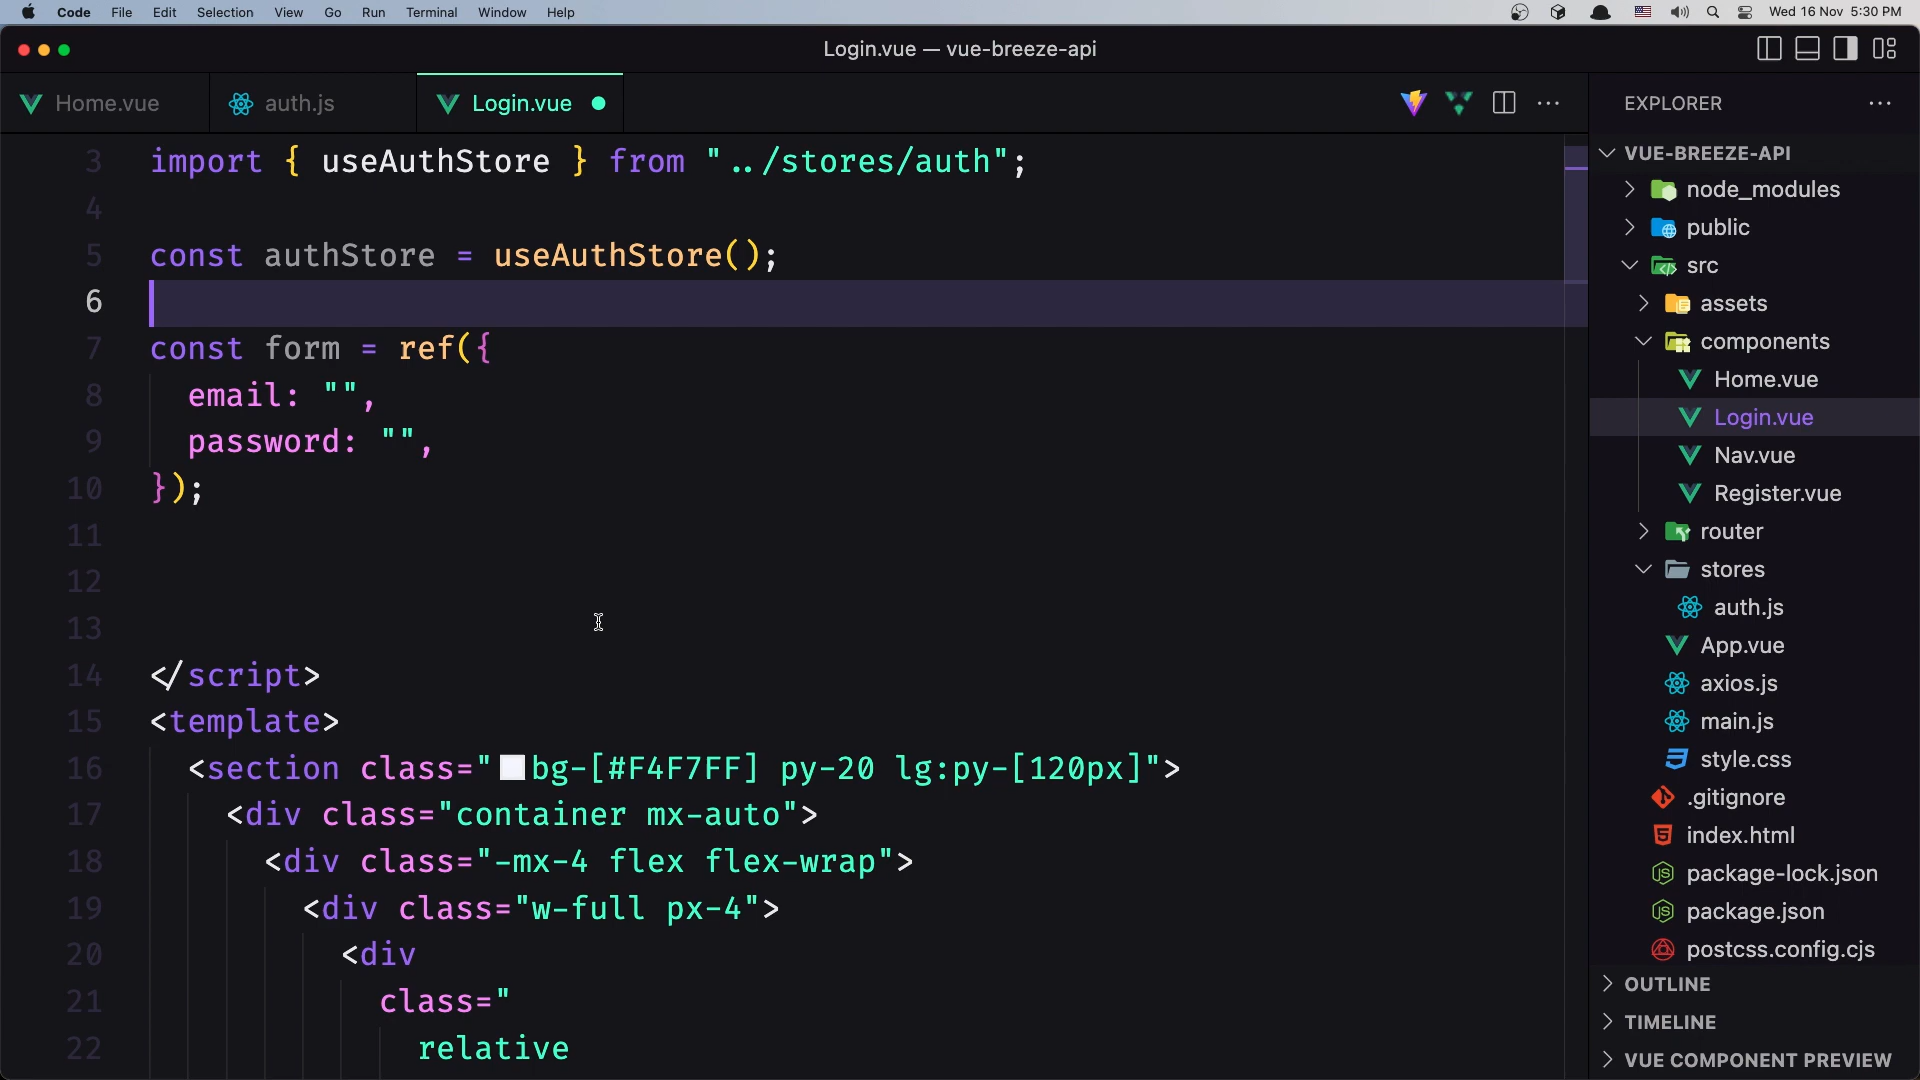 Code File Edit Selection View Go Run Terminal Window Help Wed 16 Nov 5:30 PM
Login.vue — vue-breeze-api
Home.vue auth.js Login.vue
3 import { useAuthStore } from "../stores/auth";
4
5 const authStore = useAuthStore();
6
7 const form = ref({
8 email: "",
9 password: "",
10 });
11
12
13
14 </script>
15 <template>
16 <section class="bg-[#F4F7FF] py-20 lg:py-[120px]">
17 <div class="container mx-auto">
18 <div class="-mx-4 flex flex-wrap">
19 <div class="w-full px-4">
20 <div
21 class="
22 relative
EXPLORER
VUE-BREEZE-API
node_modules
public
src
assets
components
Home.vue
Login.vue
Nav.vue
Register.vue
router
stores
auth.js
App.vue
axios.js
main.js
style.css
.gitignore
index.html
package-lock.json
package.json
postcss.config.cjs
OUTLINE
TIMELINE
VUE COMPONENT PREVIEW